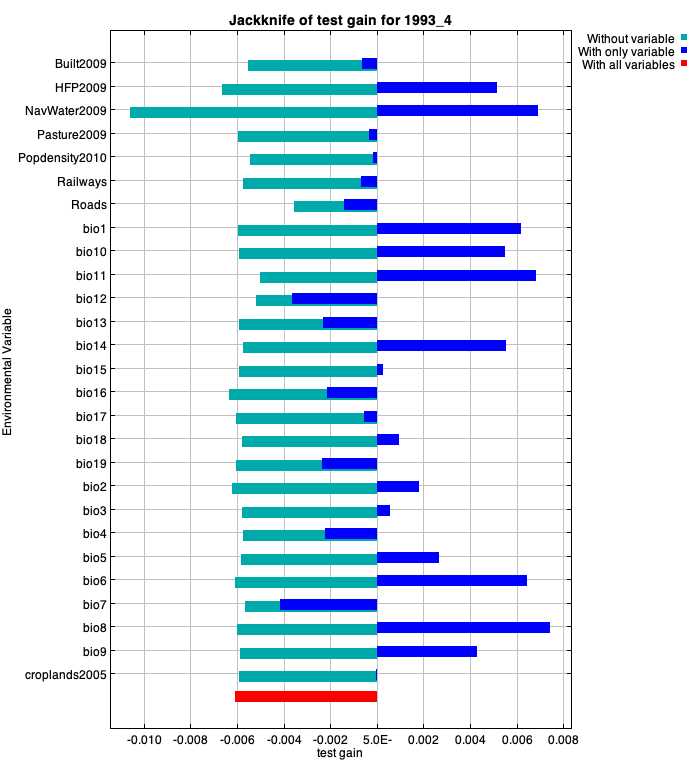 Jackknife of test gain for 1993_4
Without variable
With only variable
With all variables
Environmental Variable
Built2009
HFP2009
NavWater2009
Pasture2009
Popdensity2010
Railways
Roads
bio1
bio10
bio11
bio12
bio13
bio14
bio15
bio16
bio17
bio18
bio19
bio2
bio3
bio4
bio5
bio6
bio7
bio8
bio9
croplands2005
-0.010 -0.008 -0.006 -0.004 -0.002 5.0E- 0.002 0.004 0.006 0.008
test gain